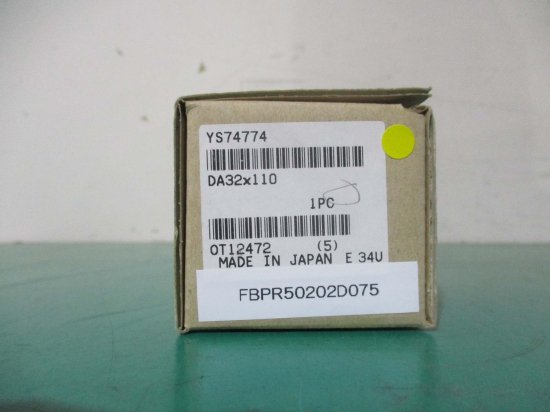 YS74774
DA32x110
1PC
OT12472 (5)
MADE IN JAPAN E 34U
FBPR50202D075